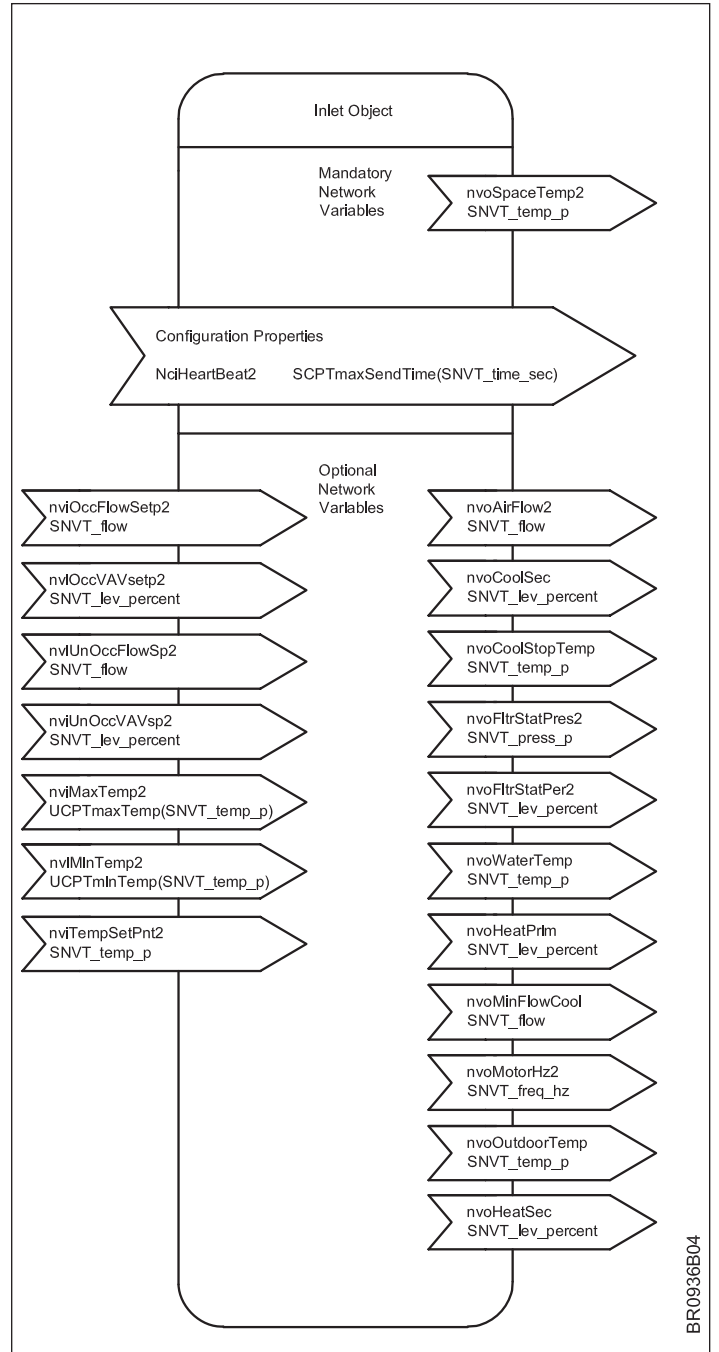 Inlet Object
Mandatory
Network
Variables
nvoSpaceTemp2
SNVT_temp_p
Configuration Properties
NciHeartBeat2 SCPTmaxSendTime(SNVT_time_sec)
Optional
Network
Variables
nviOccFlowSetp2
SNVT_flow
nviOccVAVsetp2
SNVT_lev_percent
nviUnOccFlowSp2
SNVT_flow
nviUnOccVAVsp2
SNVT_lev_percent
nviMaxTemp2
UCPTmaxTemp(SNVT_temp_p)
nviMinTemp2
UCPTminTemp(SNVT_temp_p)
nviTempSetPnt2
SNVT_temp_p
nvoAirFlow2
SNVT_flow
nvoCoolSec
SNVT_lev_percent
nvoCoolStopTemp
SNVT_temp_p
nvoFltrStatPres2
SNVT_press_p
nvoFltrStatPer2
SNVT_lev_percent
nvoWaterTemp
SNVT_temp_p
nvoHeatPrim
SNVT_lev_percent
nvoMinFlowCool
SNVT_flow
nvoMotorHz2
SNVT_freq_hz
nvoOutdoorTemp
SNVT_temp_p
nvoHeatSec
SNVT_lev_percent
BR0936B04